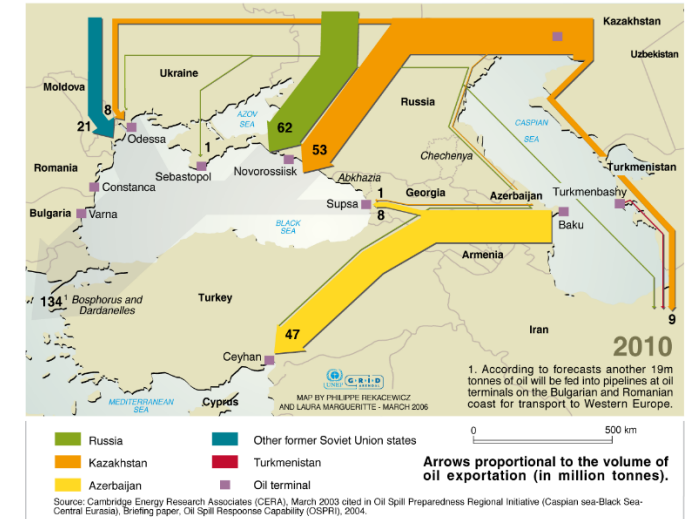 Kazakhstan
Uzbekistan
Ukraine
Moldova
8
21
Odessa
AZOV
SEA
62
Russia
53
CASPIAN
SEA
1
Romania
Sebastopol
Novorossiisk
Chechenya
Turkmenistan
Constanca
Abkhazia
1
Georgia
Azerbaijan
Turkmenbashy
Bulgaria
Varna
BLACK
SEA
Supsa
8
Baku
Armenia
134¹
Bosphorus and
Dardanelles
Turkey
47
Iran
9
2010
Ceyhan
1. According to forecasts another 19m
tonnes of oil will be fed into pipelines at oil
terminals on the Bulgarian and Romanian
coast for transport to Western Europe.
UNEP
G R I D
MAP BY PHILIPPE REKACEWICZ
AND LAURA MARGUERITTE - MARCH 2006
MEDITERRANEAN
SEA
Cyprus
Russia
Kazakhstan
Azerbaijan
Other former Soviet Union states
Turkmenistan
Oil terminal
0
500 km
Arrows proportional to the volume of
oil exportation (in million tonnes).
Source: Cambridge Energy Research Associates (CERA), March 2003 cited in Oil Spill Preparedness Regional Initiative (Caspian sea-Black Sea-
Central Eurasia), Briefing paper, Oil Spill Respoonse Capability (OSPRI), 2004.